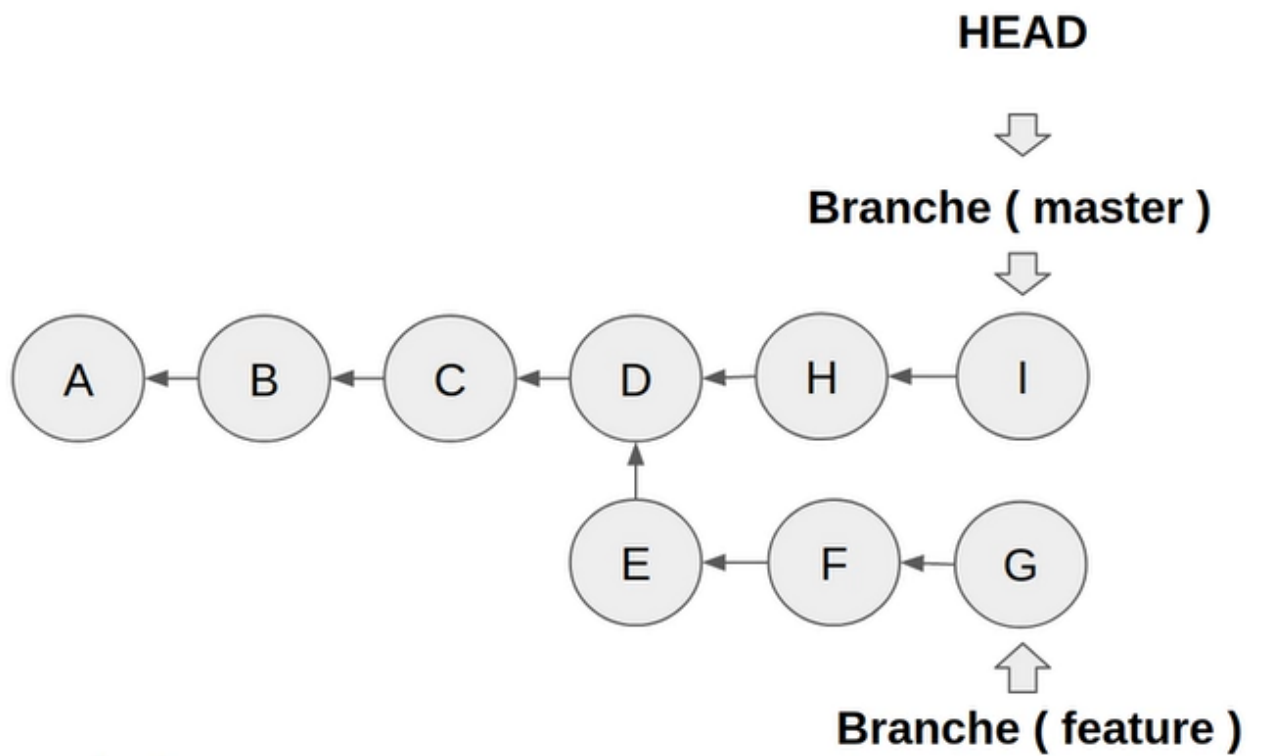 HEAD
Branche ( master )
A B C D H I
E F G
Branche ( feature )